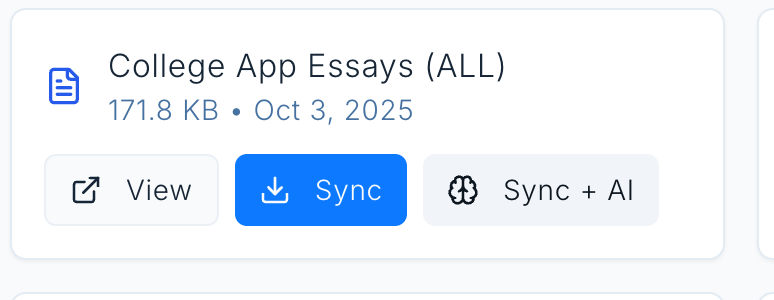 College App Essays (ALL)
171.8 KB • Oct 3, 2025
View Sync Sync + AI